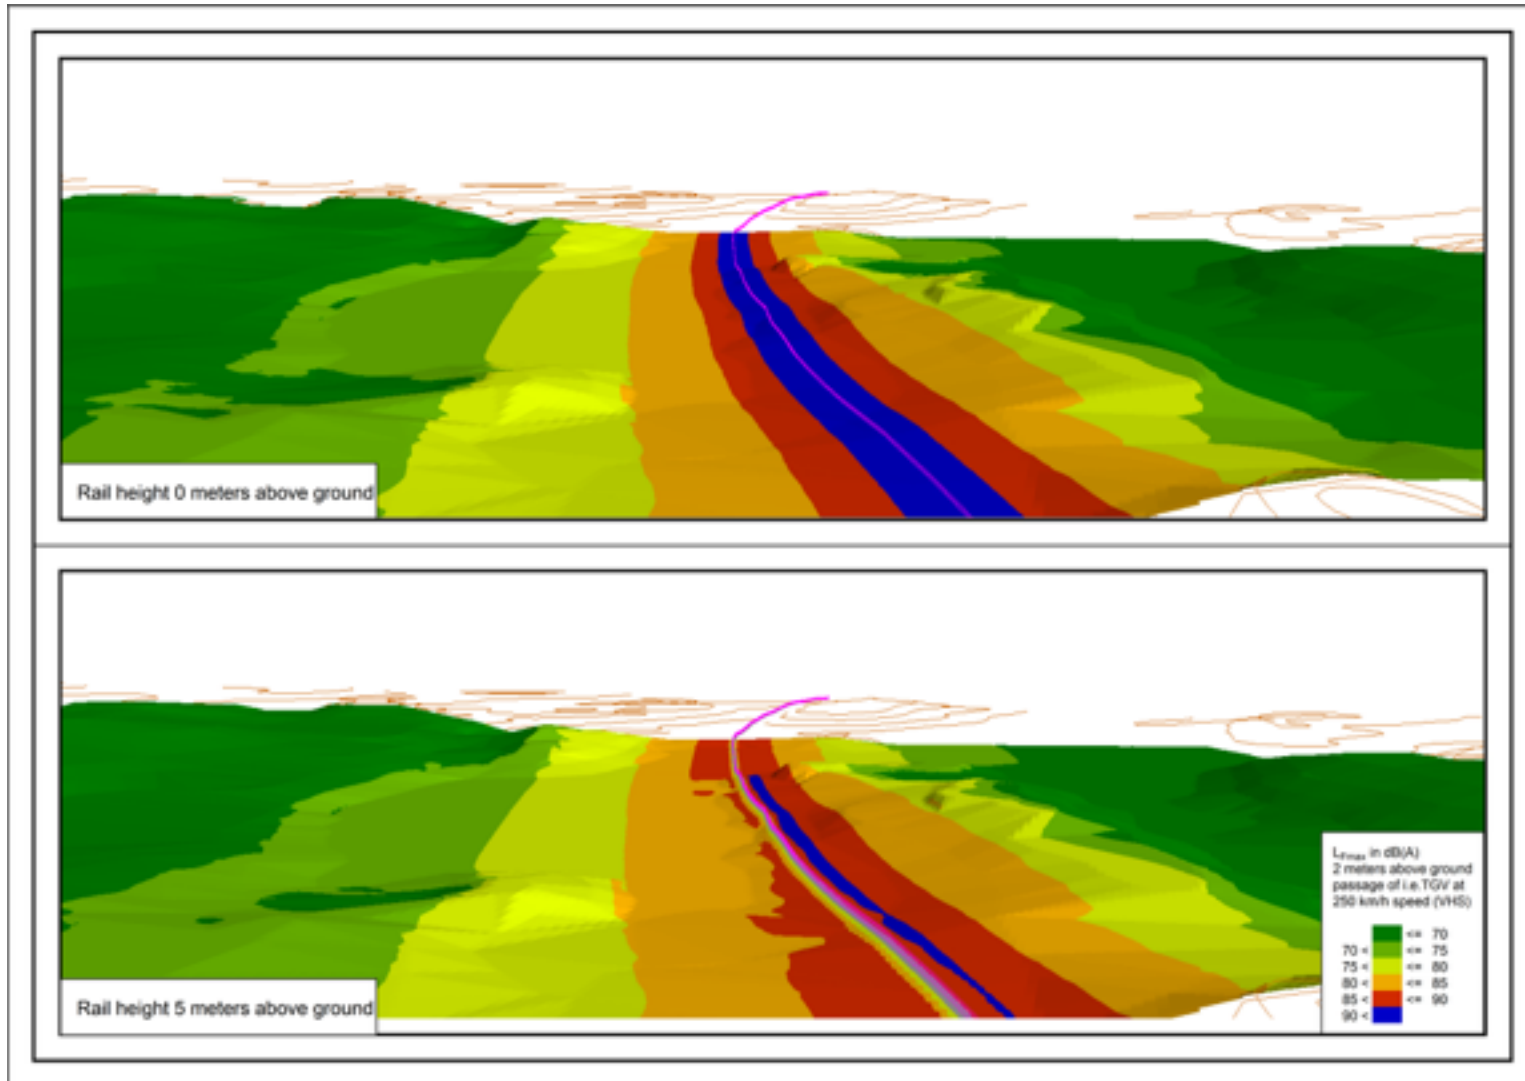 Rail height 0 meters above ground
Rail height 5 meters above ground
LFmax in dB(A)
2 meters above ground
passage of i.e.TGV at
250 km/h speed (VHS)
<= 70
70 < <= 75
75 < <= 80
80 < <= 85
85 < <= 90
90 <